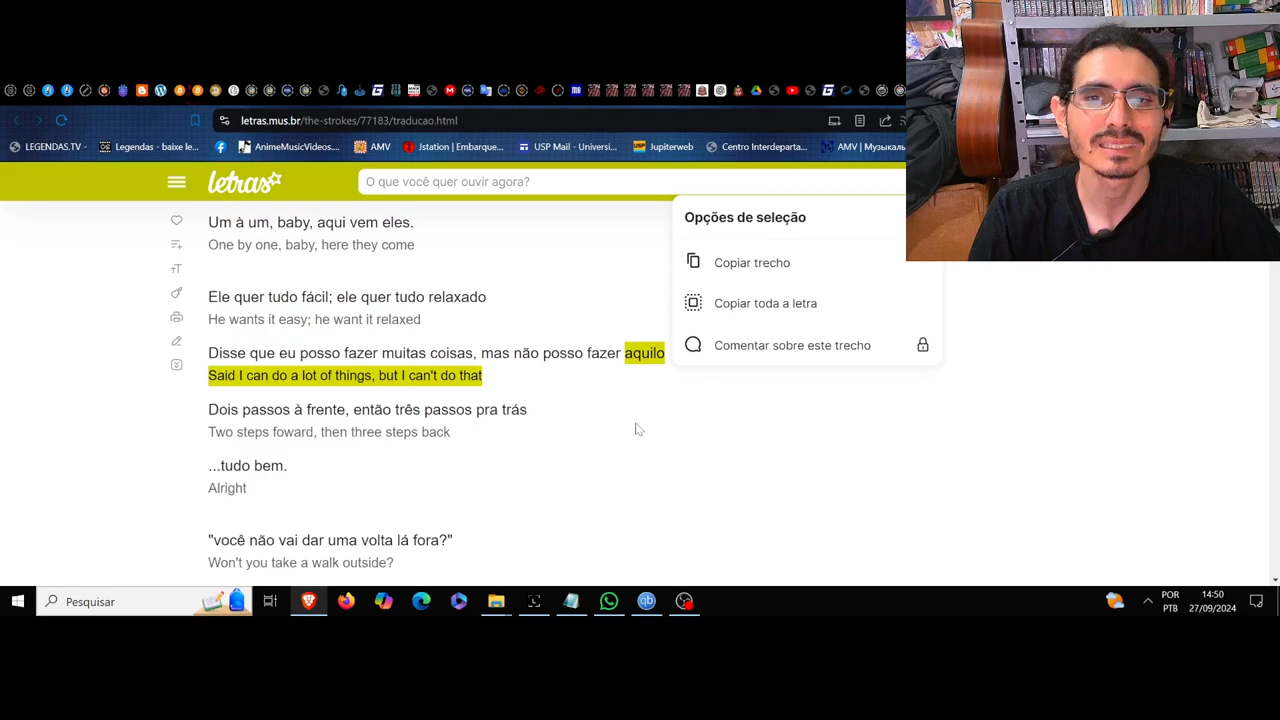 letras.mus.br/the-strokes/77183/traducao.html
LEGENDAS.TV -
Legendas - baixe le...
AnimeMusicVideos....
AMV
Jstation | Embarque...
USP Mail - Universi...
Jupiterweb
Centro Interdeparta...
AMV | Музыкаль
letras
O que você quer ouvir agora?
Um à um, baby, aqui vem eles.
One by one, baby, here they come
Ele quer tudo fácil; ele quer tudo relaxado
He wants it easy; he want it relaxed
Disse que eu posso fazer muitas coisas, mas não posso fazer aquilo
Said I can do a lot of things, but I can't do that
Dois passos à frente, então três passos pra trás
Two steps foward, then three steps back
...tudo bem.
Alright
"você não vai dar uma volta lá fora?"
Won't you take a walk outside?
Opções de seleção
Copiar trecho
Copiar toda a letra
Comentar sobre este trecho
Pesquisar
POR
PTB
14:50
27/09/2024